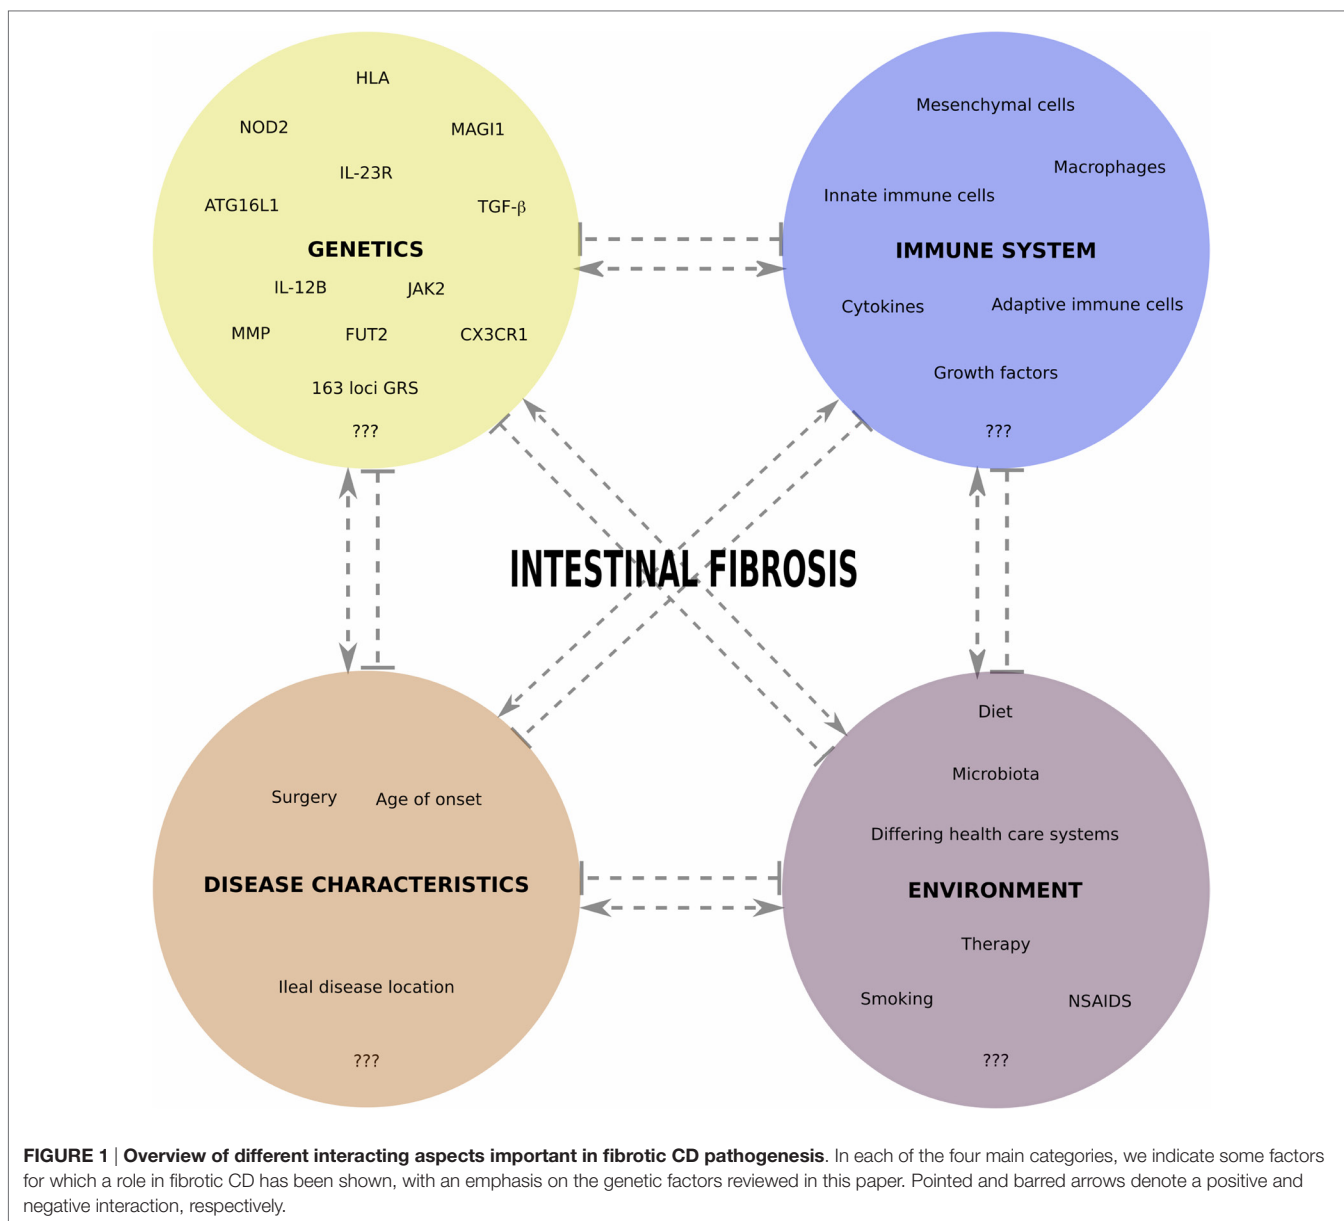 HLA
NOD2
MAGI1
IL-23R
ATG16L1
TGF-β
GENETICS
IL-12B
JAK2
MMP
FUT2
CX3CR1
163 loci GRS
???
Mesenchymal cells
Macrophages
Innate immune cells
IMMUNE SYSTEM
Cytokines
Adaptive immune cells
Growth factors
???
INTESTINAL FIBROSIS
Surgery
Age of onset
DISEASE CHARACTERISTICS
Ileal disease location
???
Diet
Microbiota
Differing health care systems
ENVIRONMENT
Therapy
Smoking
NSAIDS
???
FIGURE 1 | Overview of different interacting aspects important in fibrotic CD pathogenesis. In each of the four main categories, we indicate some factors
for which a role in fibrotic CD has been shown, with an emphasis on the genetic factors reviewed in this paper. Pointed and barred arrows denote a positive and
negative interaction, respectively.